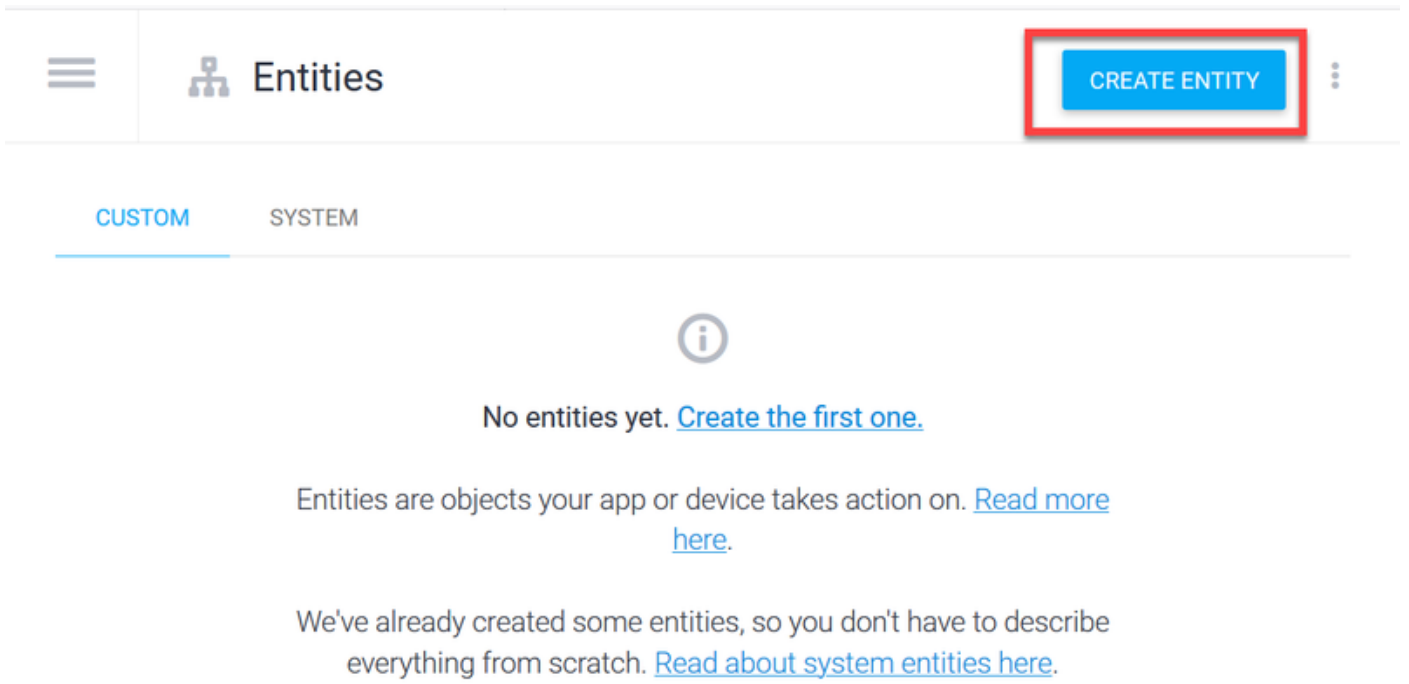 Entities
CREATE ENTITY
CUSTOM
SYSTEM
No entities yet. Create the first one.
Entities are objects your app or device takes action on. Read more
here.
We've already created some entities, so you don't have to describe
everything from scratch. Read about system entities here.